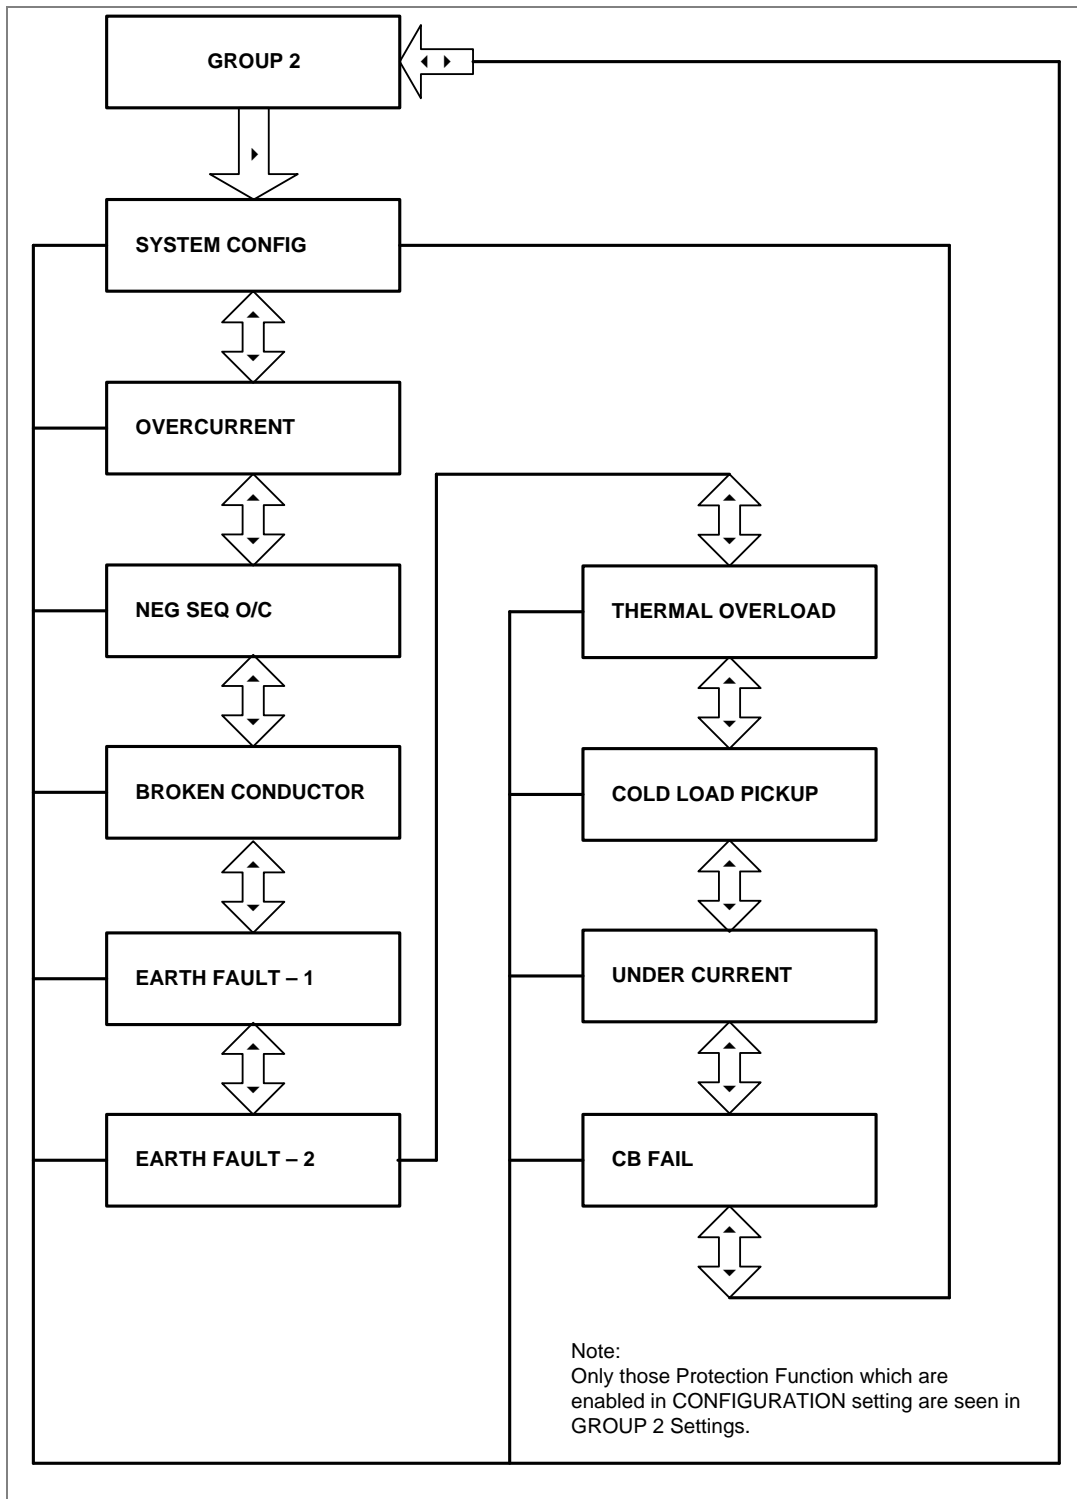 GROUP 2
SYSTEM CONFIG
OVERCURRENT
NEG SEQ O/C
BROKEN CONDUCTOR
EARTH FAULT – 1
EARTH FAULT – 2
THERMAL OVERLOAD
COLD LOAD PICKUP
UNDER CURRENT
CB FAIL
Note:
Only those Protection Function which are
enabled in CONFIGURATION setting are seen in
GROUP 2 Settings.